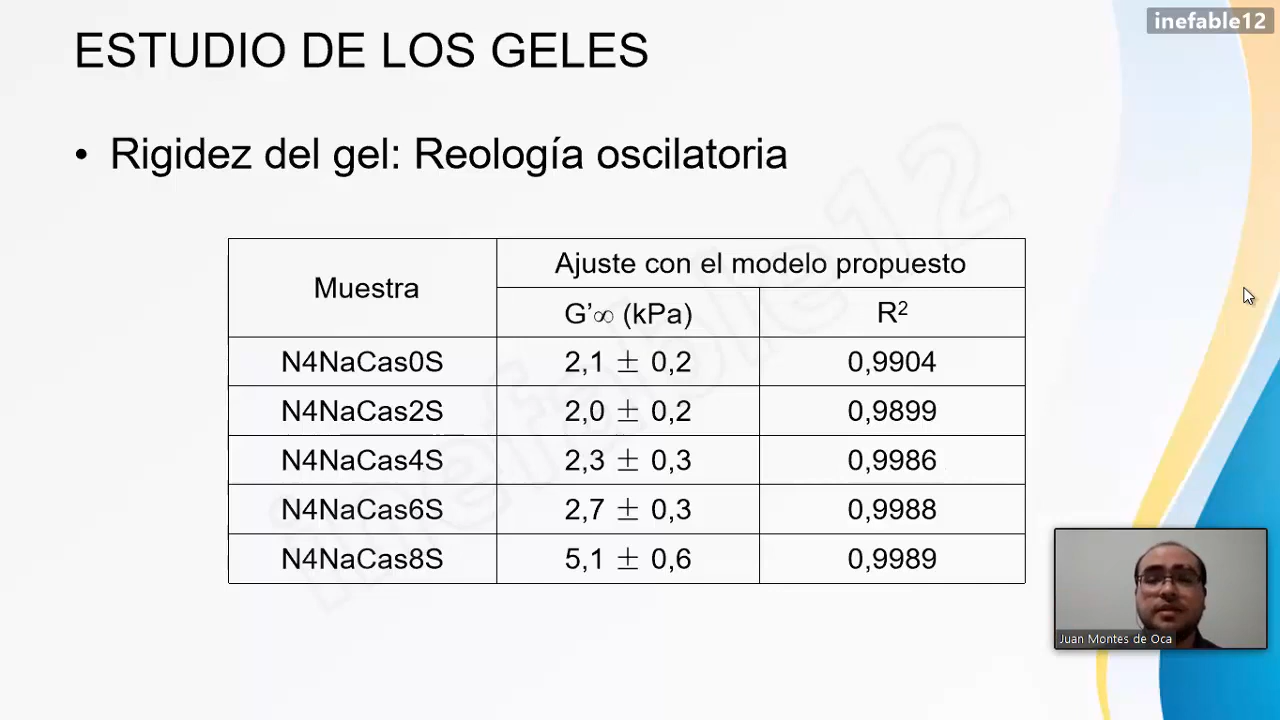 inefable12
ESTUDIO DE LOS GELES
• Rigidez del gel: Reología oscilatoria
Muestra
Ajuste con el modelo propuesto
G’∞ (kPa)
R²
N4NaCas0S 2,1 ± 0,2 0,9904
N4NaCas2S 2,0 ± 0,2 0,9899
N4NaCas4S 2,3 ± 0,3 0,9986
N4NaCas6S 2,7 ± 0,3 0,9988
N4NaCas8S 5,1 ± 0,6 0,9989
inefable12
Juan Montes de Oca